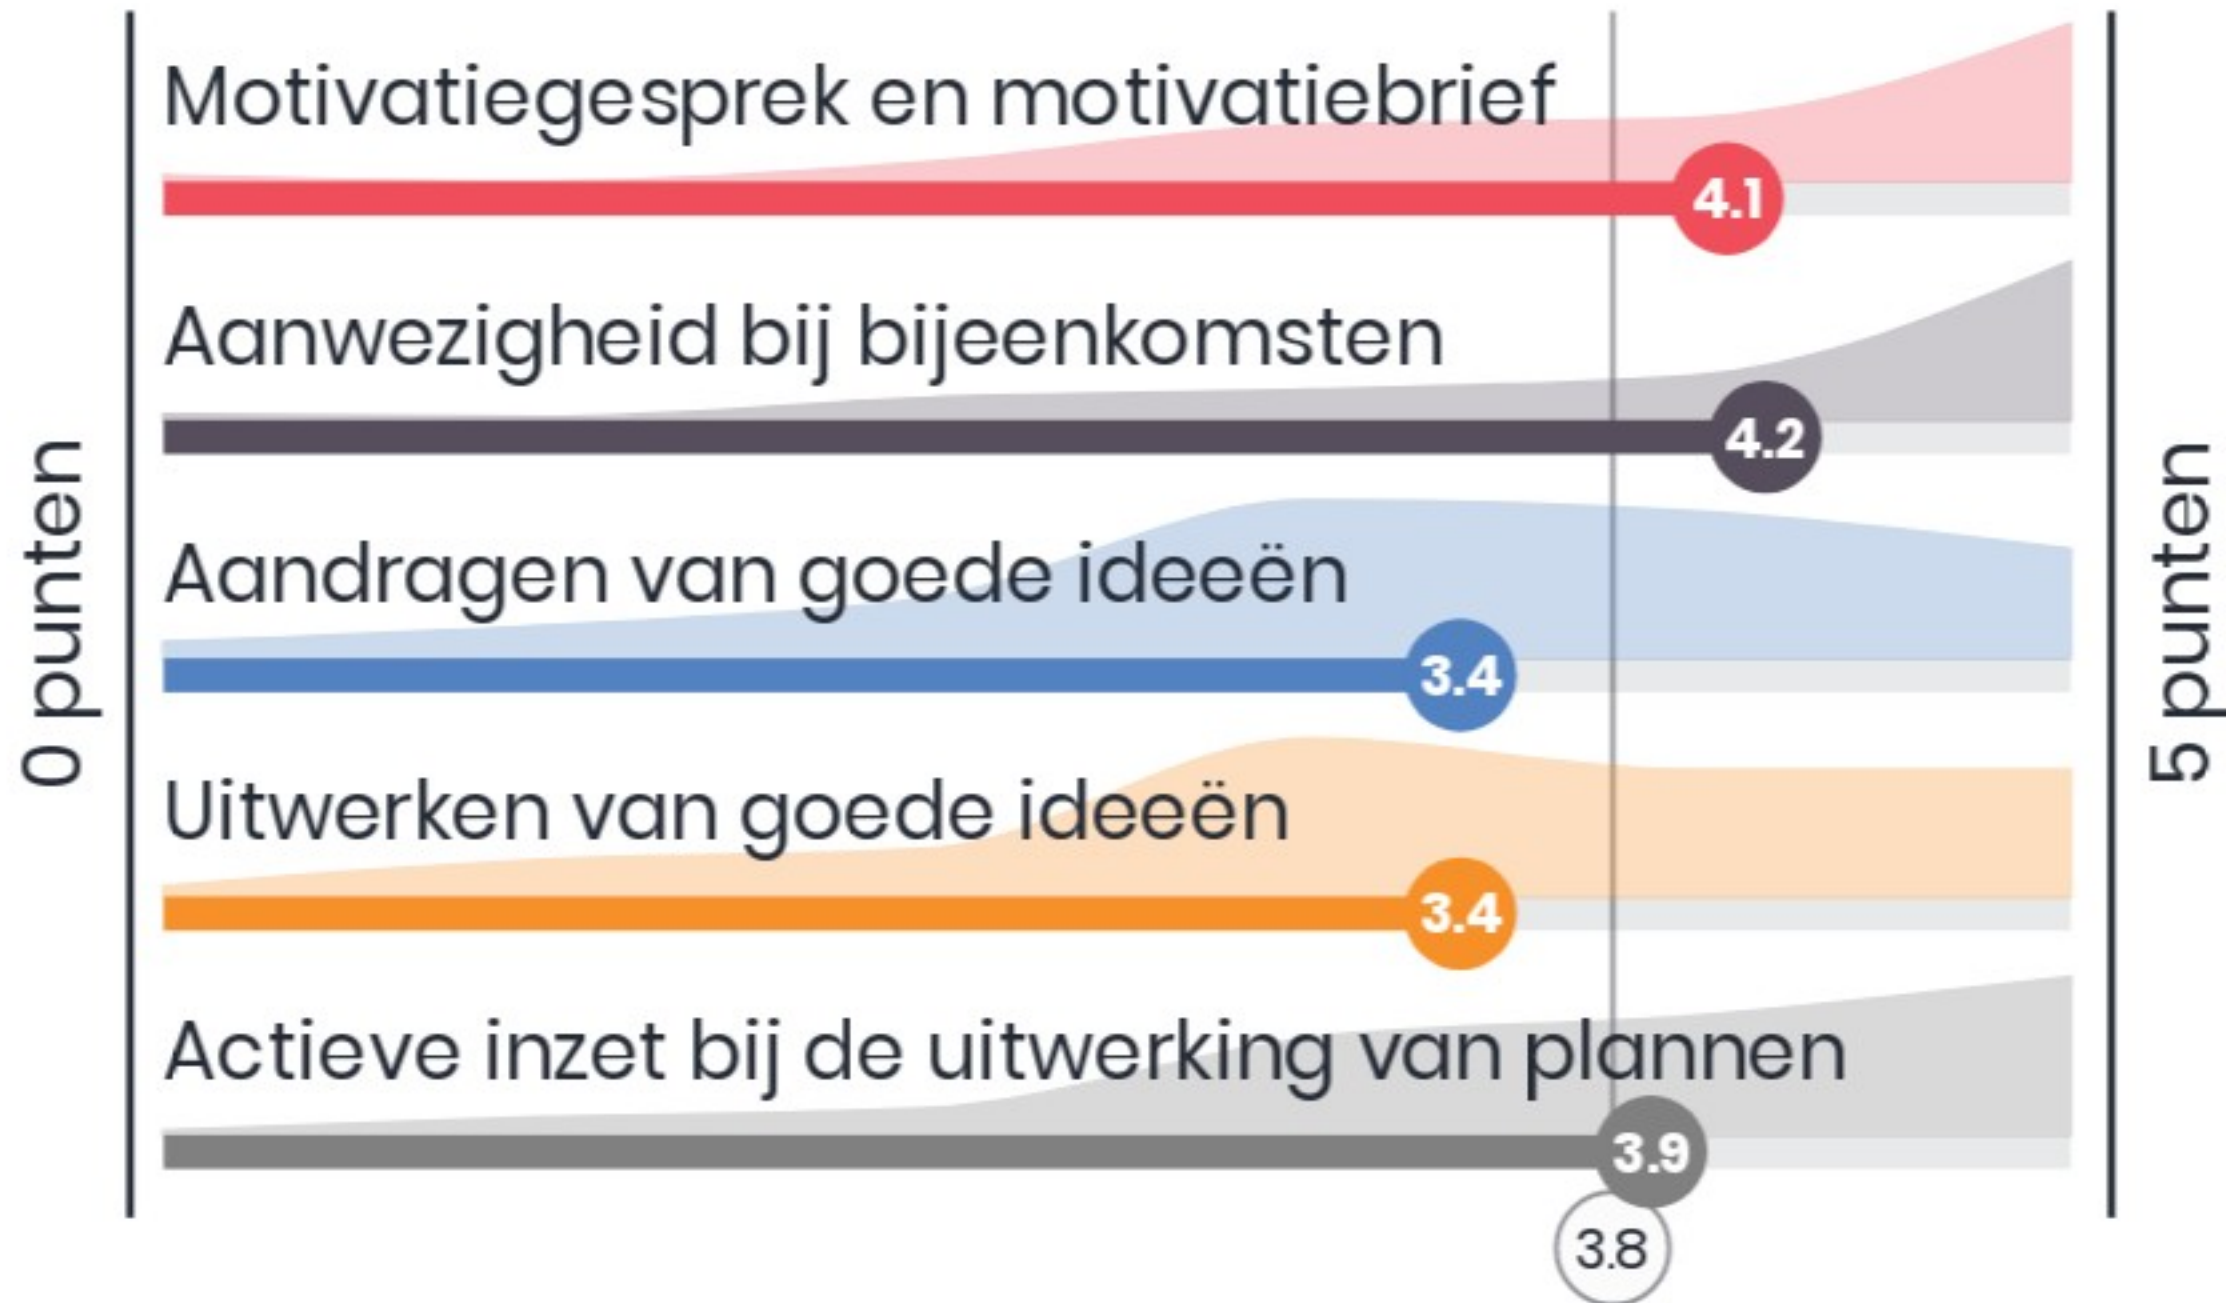 0 punten
Motivatiegesprek en motivatiebrief
4.1
Aanwezigheid bij bijeenkomsten
4.2
Aandragen van goede ideeën
3.4
Uitwerken van goede ideeën
3.4
Actieve inzet bij de uitwerking van plannen
3.9
3.8
5 punten